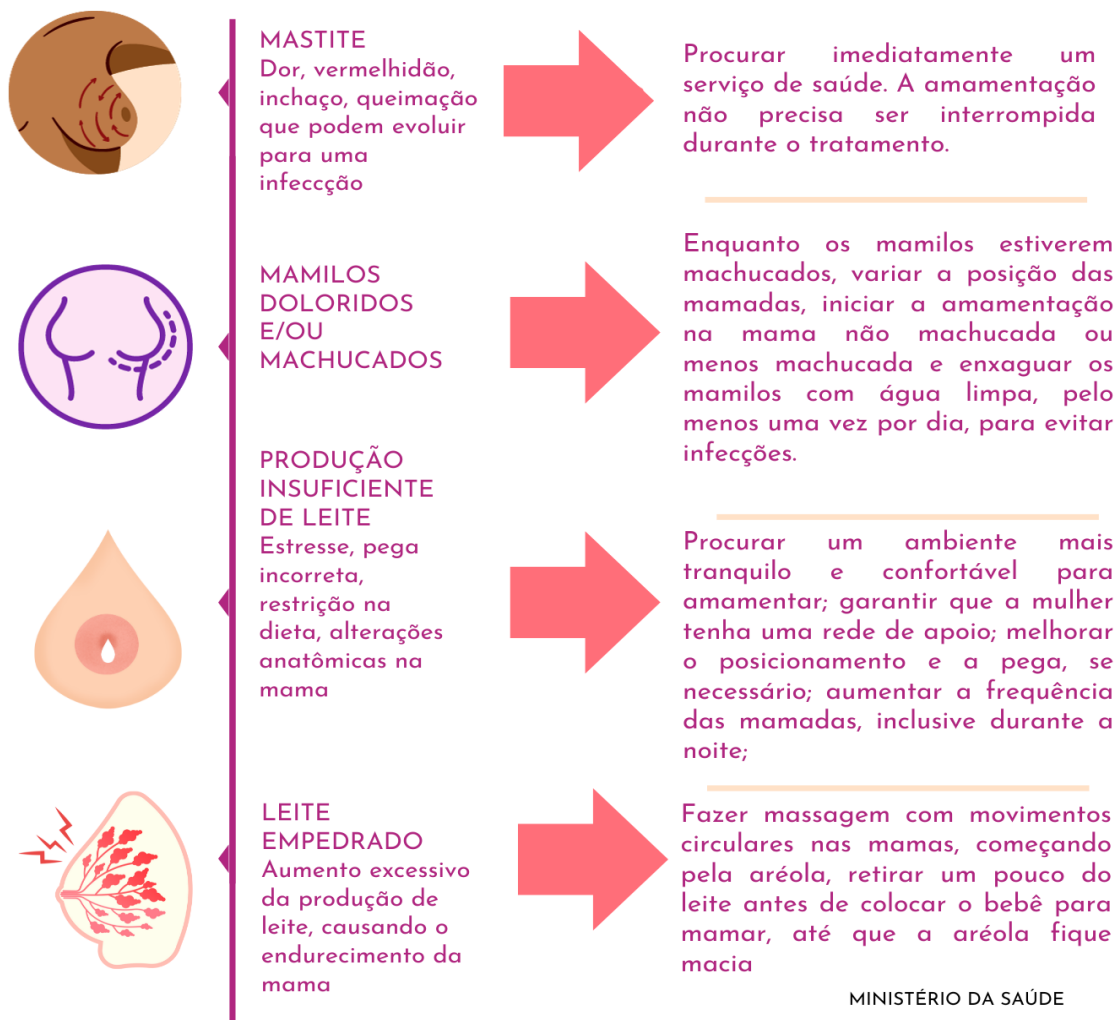 MASTITE
Dor, vermelhidão,
inchaço, queimação
que podem evoluir
para uma
infeccção
Procurar imediatamente um
serviço de saúde. A amamentação
não precisa ser interrompida
durante o tratamento.
MAMILOS
DOLORIDOS
E/OU
MACHUCADOS
Enquanto os mamilos estiverem
machucados, variar a posição das
mamadas, iniciar a amamentação
na mama não machucada ou
menos machucada e enxaguar os
mamilos com água limpa, pelo
menos uma vez por dia, para evitar
infecções.
PRODUÇÃO
INSUFICIENTE
DE LEITE
Estresse, pega
incorreta,
restrição na
dieta, alterações
anatômicas na
mama
Procurar um ambiente mais
tranquilo e confortável para
amamentar; garantir que a mulher
tenha uma rede de apoio; melhorar
o posicionamento e a pega, se
necessário; aumentar a frequência
das mamadas, inclusive durante a
noite;
LEITE
EMPEDRADO
Aumento excessivo
da produção de
leite, causando o
endurecimento da
mama
Fazer massagem com movimentos
circulares nas mamas, começando
pela aréola, retirar um pouco do
leite antes de colocar o bebê para
mamar, até que a aréola fique
macia
MINISTÉRIO DA SAÚDE